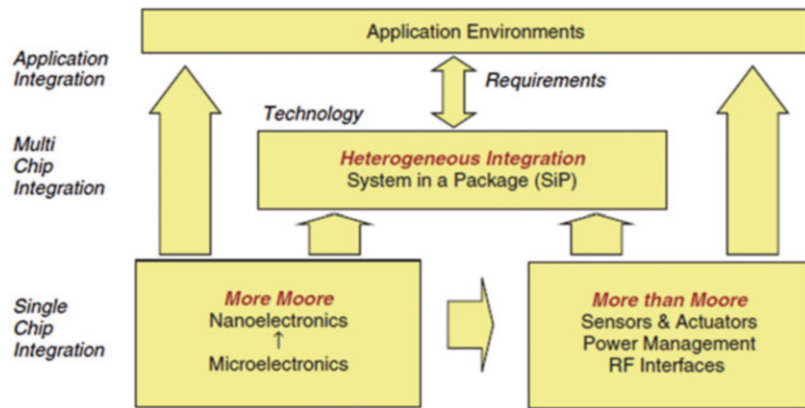 Application Environments
Application
Integration
Requirements
Technology
Multi
Chip
Integration
Heterogeneous Integration
System in a Package (SiP)
Single
Chip
Integration
More Moore
Nanoelectronics
↑
Microelectronics
More than Moore
Sensors & Actuators
Power Management
RF Interfaces